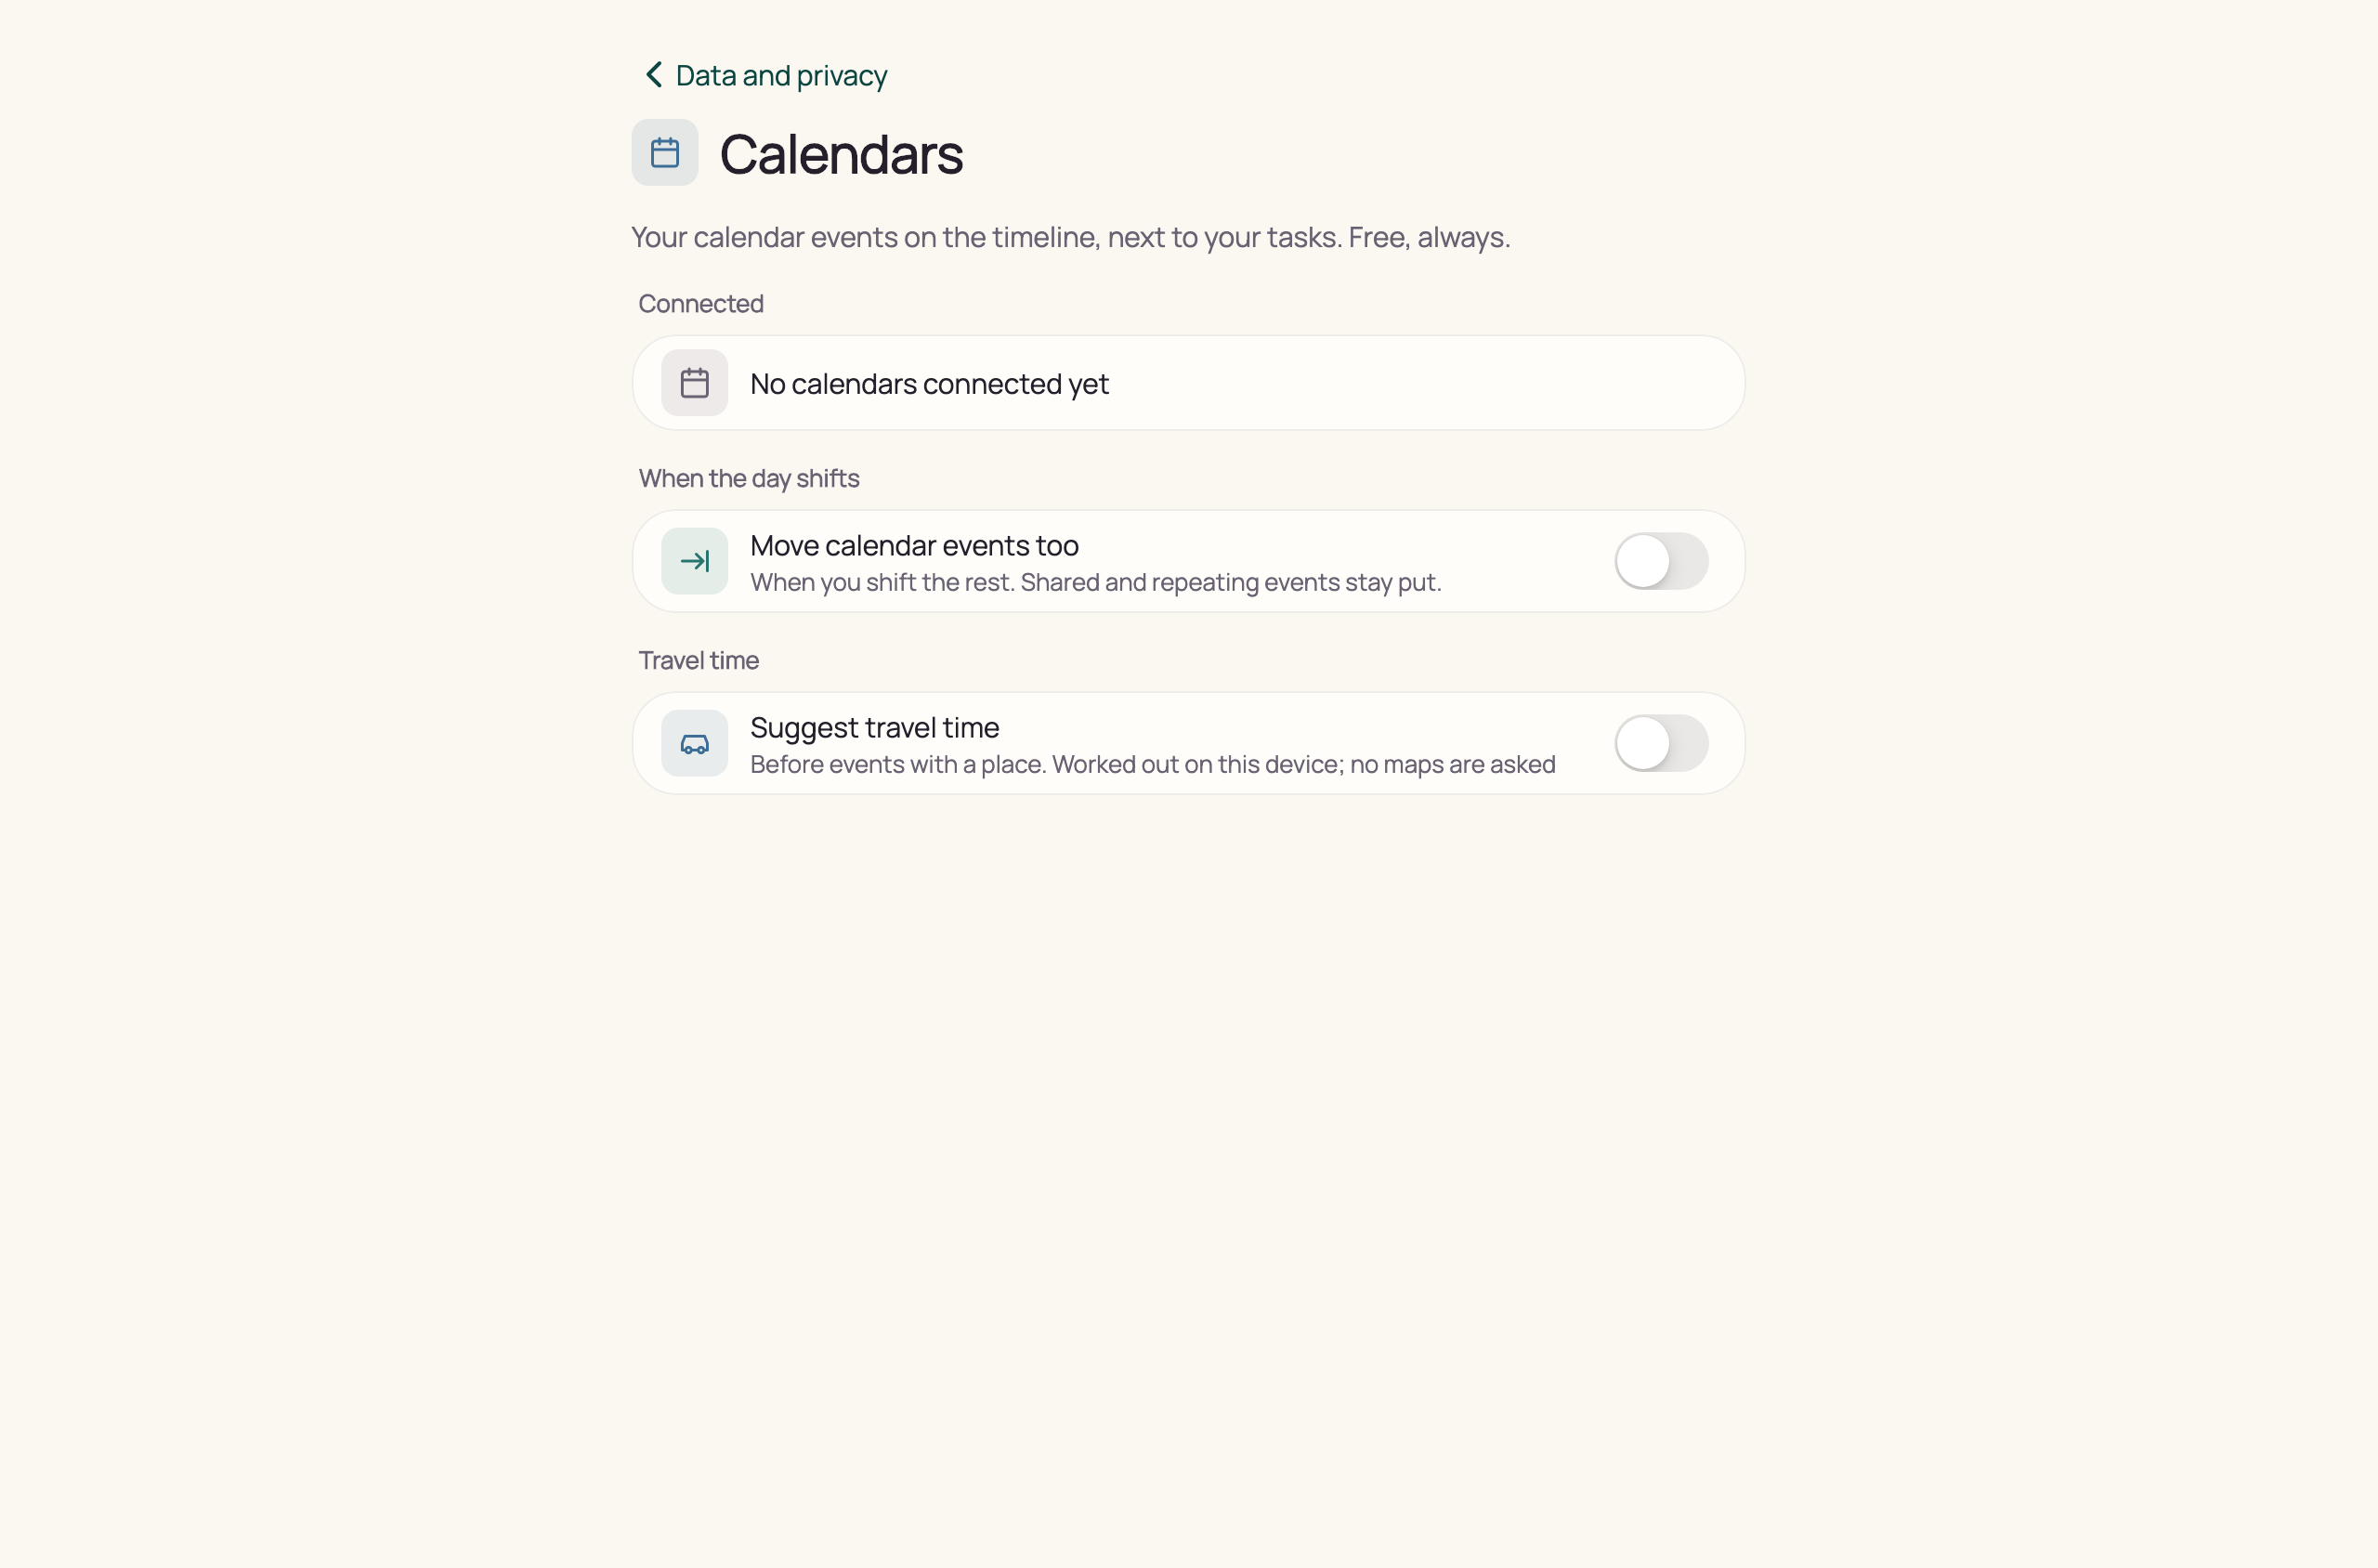 Data and privacy
Calendars
Your calendar events on the timeline, next to your tasks. Free, always.
Connected
No calendars connected yet
When the day shifts
Move calendar events too
When you shift the rest. Shared and repeating events stay put.
Travel time
Suggest travel time
Before events with a place. Worked out on this device; no maps are asked